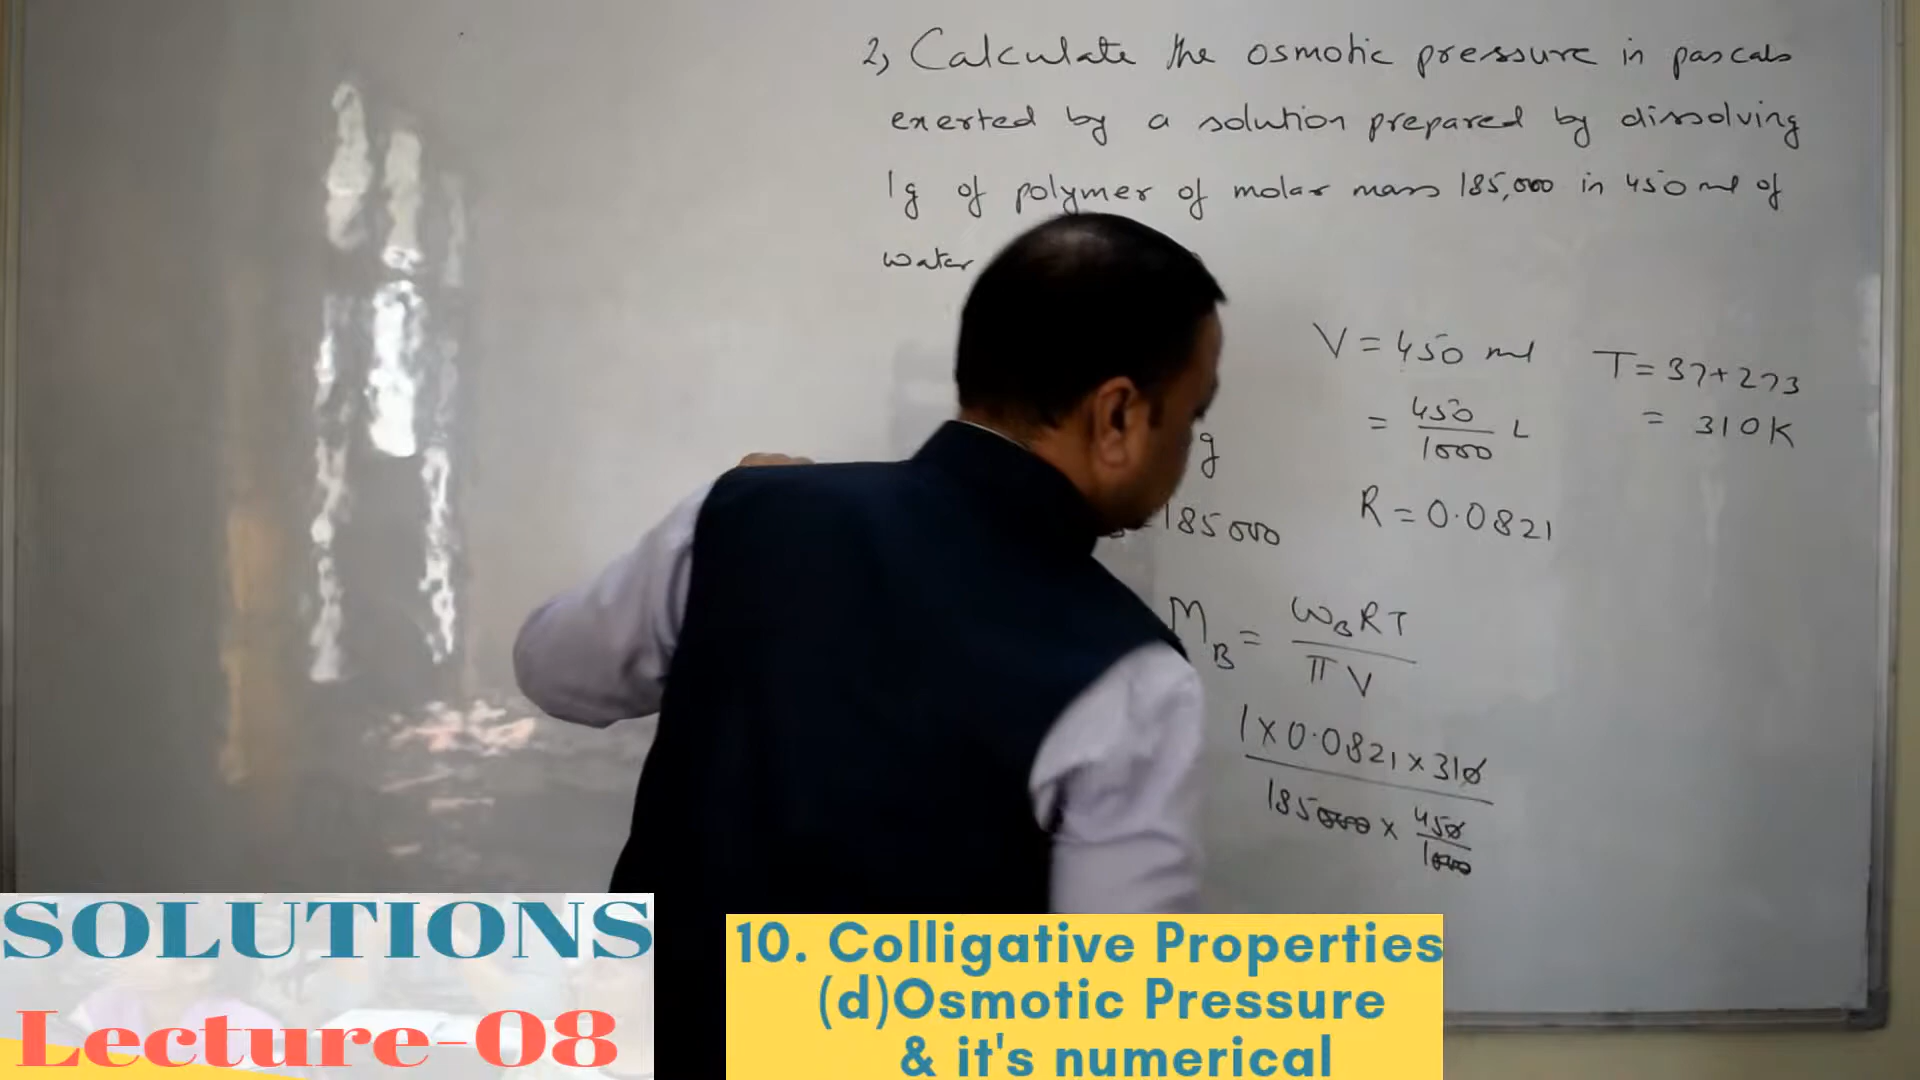 2, Calculate the osmotic pressure in pascals
exerted by a solution prepared by dissolving
1g of polymer of molar mass 185,000 in 450 ml of
water
V = 450 ml
= 450/1000 L
T = 37+273
= 310K
g
=185000
R = 0.0821
M_B = ω_B RT / π V
1 × 0.0821 × 310
185000 × 450/1000
SOLUTIONS
Lecture-08
10. Colligative Properties
(d)Osmotic Pressure
& it's numerical